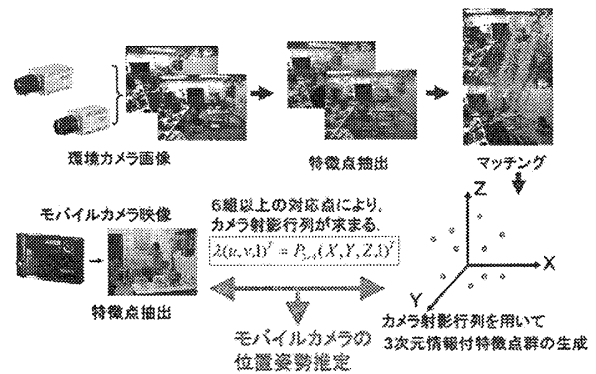 環境カメラ画像
特徴点抽出
マッチング
モバイルカメラ映像
特徴点抽出
6組以上の対応点により,
カメラ射影行列が求まる.
λ(u,v,1)ᵀ = P₃ₓ₄(X,Y,Z,1)ᵀ
Z
X
Y
モバイルカメラの
位置姿勢推定
カメラ射影行列を用いて
3次元情報付特徴点群の生成